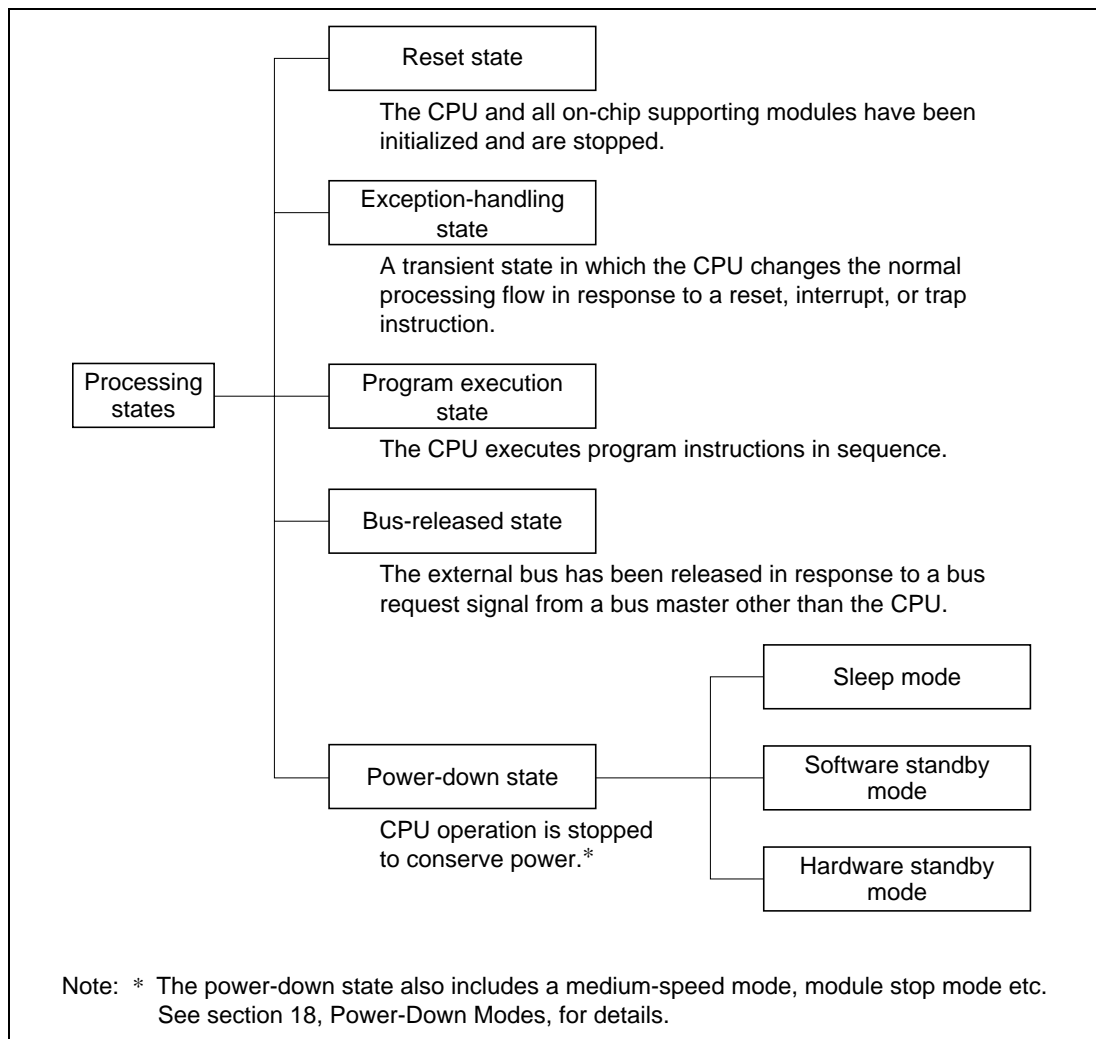 Reset state
The CPU and all on-chip supporting modules have been
initialized and are stopped.
Exception-handling
state
A transient state in which the CPU changes the normal
processing flow in response to a reset, interrupt, or trap
instruction.
Processing
states
Program execution
state
The CPU executes program instructions in sequence.
Bus-released state
The external bus has been released in response to a bus
request signal from a bus master other than the CPU.
Sleep mode
Power-down state
CPU operation is stopped
to conserve power.*
Software standby
mode
Hardware standby
mode
Note: * The power-down state also includes a medium-speed mode, module stop mode etc.
See section 18, Power-Down Modes, for details.